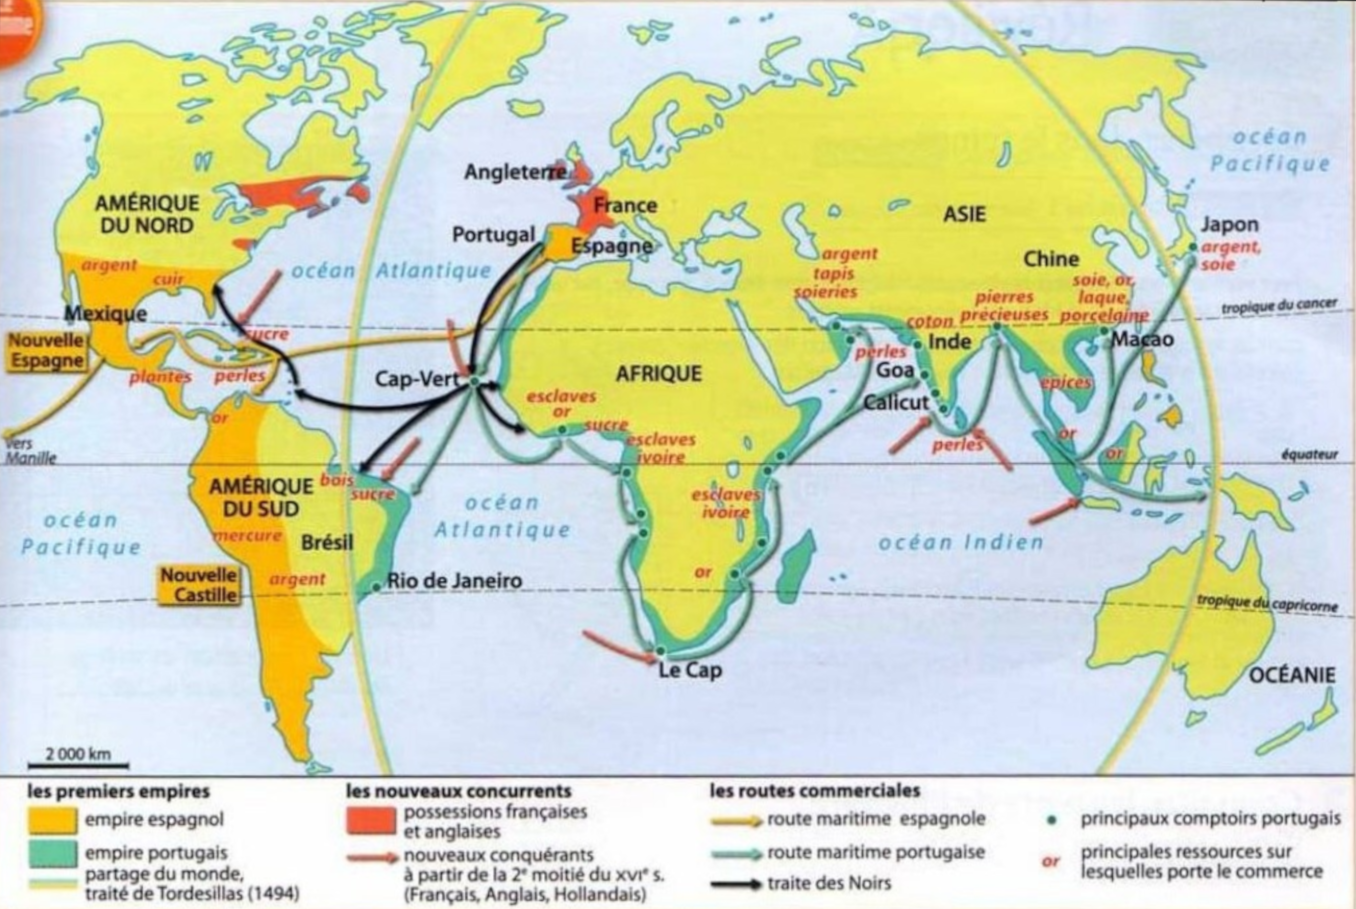 océan
Pacifique
Angleterre
France
AMÉRIQUE
DU NORD
ASIE
Portugal
Espagne
Japon
argent,
soie
argent
cuir
océan Atlantique
argent
tapis
soieries
Chine
soie, or,
laque,
porcelaine
pierres
précieuses
tropique du cancer
Mexique
Nouvelle
Espagne
sucre
coton
Inde
Macao
plantes
perles
Cap-Vert
AFRIQUE
perles
Goa
épices
Calicut
or
esclaves
or
sucre
esclaves
ivoire
perles
or
or
vers
Manille
équateur
AMÉRIQUE
DU SUD
bois
sucre
esclaves
ivoire
océan
Pacifique
océan
Atlantique
mercure
Brésil
océan Indien
Nouvelle
Castille
argent
Rio de Janeiro
or
tropique du capricorne
Le Cap
OCÉANIE
2 000 km
les premiers empires
empire espagnol
empire portugais
partage du monde,
traité de Tordesillas (1494)
les nouveaux concurrents
possessions françaises
et anglaises
nouveaux conquérants
à partir de la 2e moitié du XVIe s.
(Français, Anglais, Hollandais)
les routes commerciales
route maritime espagnole
route maritime portugaise
traite des Noirs
principaux comptoirs portugais
or
principales ressources sur
lesquelles porte le commerce